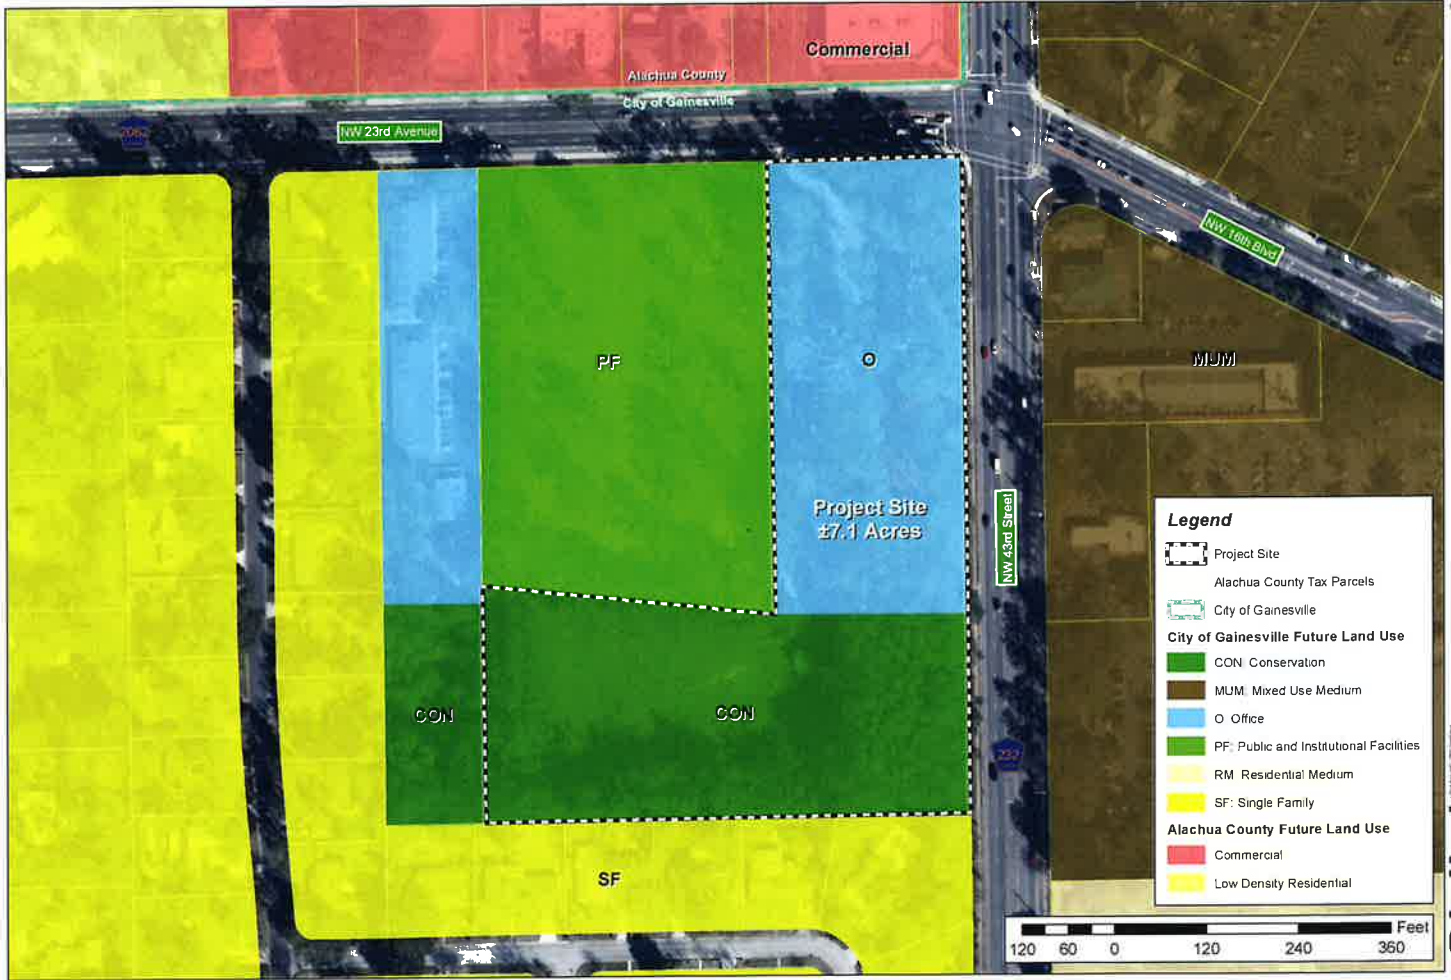 Commercial
Alachua County
City of Gainesville
2062
NW 23rd Avenue
NW 16th Blvd
PF
O
MUM
Project Site
±7.1 Acres
NW 43rd Street
CON
CON
232
SF
Legend
Project Site
Alachua County Tax Parcels
City of Gainesville
City of Gainesville Future Land Use
CON: Conservation
MUM: Mixed Use Medium
O: Office
PF: Public and Institutional Facilities
RM: Residential Medium
SF: Single Family
Alachua County Future Land Use
Commercial
Low Density Residential
Feet
120 60 0 120 240 360